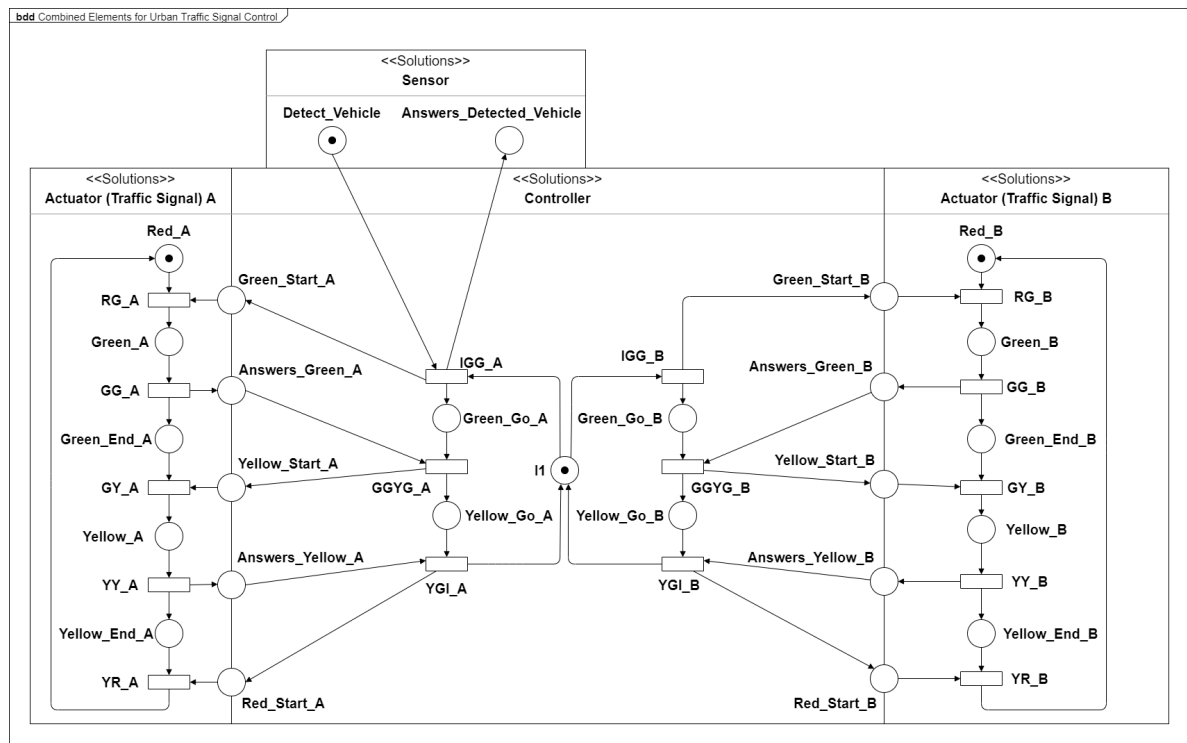 bdd Combined Elements for Urban Traffic Signal Control
<<Solutions>>
Sensor
Detect_Vehicle Answers_Detected_Vehicle
<<Solutions>> <<Solutions>> <<Solutions>>
Actuator (Traffic Signal) A Controller Actuator (Traffic Signal) B
Red_A Red_B
Green_Start_A Green_Start_B
RG_A RG_B
Green_A Green_B
IGG_A IGG_B
Answers_Green_A Answers_Green_B
GG_A GG_B
Green_Go_A Green_Go_B
Green_End_A Green_End_B
Yellow_Start_A Yellow_Start_B
I1
GY_A GGYG_A GGYG_B GY_B
Yellow_Go_A Yellow_Go_B
Yellow_A Yellow_B
Answers_Yellow_A Answers_Yellow_B
YY_A YGI_A YGI_B YY_B
Yellow_End_A Yellow_End_B
YR_A YR_B
Red_Start_A Red_Start_B